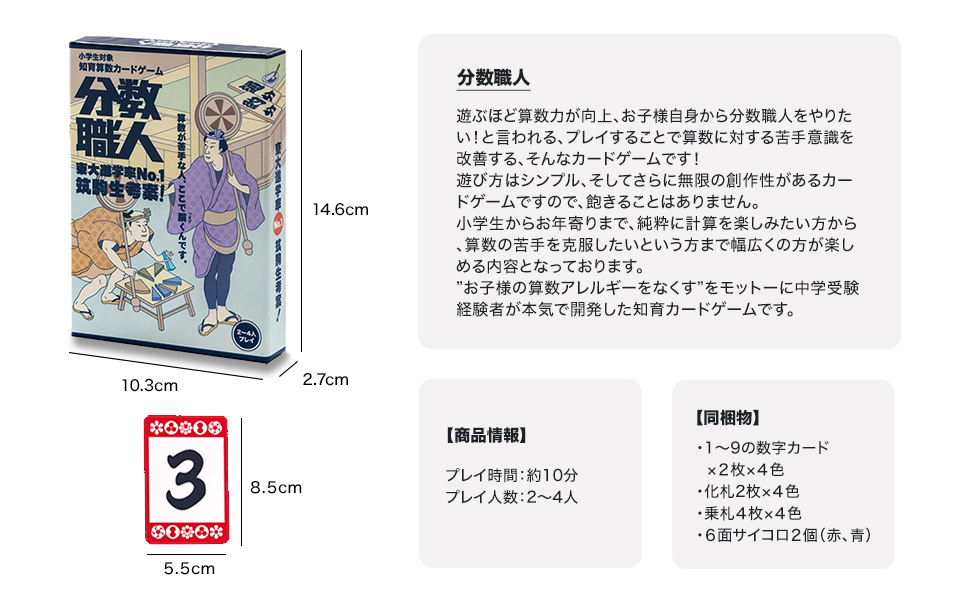 小学生対象
知育算数カードゲーム
分数
職人
東大進学率No.1
筑駒生考案!
算数が苦手な人、ここで躓くんです。
2〜4人
プレイ
東大進学率No.1筑駒生考案!
14.6cm
10.3cm
2.7cm
3
8.5cm
5.5cm
分数職人
遊ぶほど算数力が向上、お子様自身から分数職人をやりた
い!と言われる、プレイすることで算数に対する苦手意識を
改善する、そんなカードゲームです!
遊び方はシンプル、そしてさらに無限の創作性があるカー
ドゲームですので、飽きることはありません。
小学生からお年寄りまで、純粋に計算を楽しみたい方から
、算数の苦手を克服したいという方まで幅広くの方が楽し
める内容となっております。
”お子様の算数アレルギーをなくす”をモットーに中学受験
経験者が本気で開発した知育カードゲームです。
【商品情報】
プレイ時間：約10分
プレイ人数：2〜4人
【同梱物】
・1〜9の数字カード
×2枚×4色
・化札2枚×4色
・乗札4枚×4色
・6面サイコロ2個（赤、青）